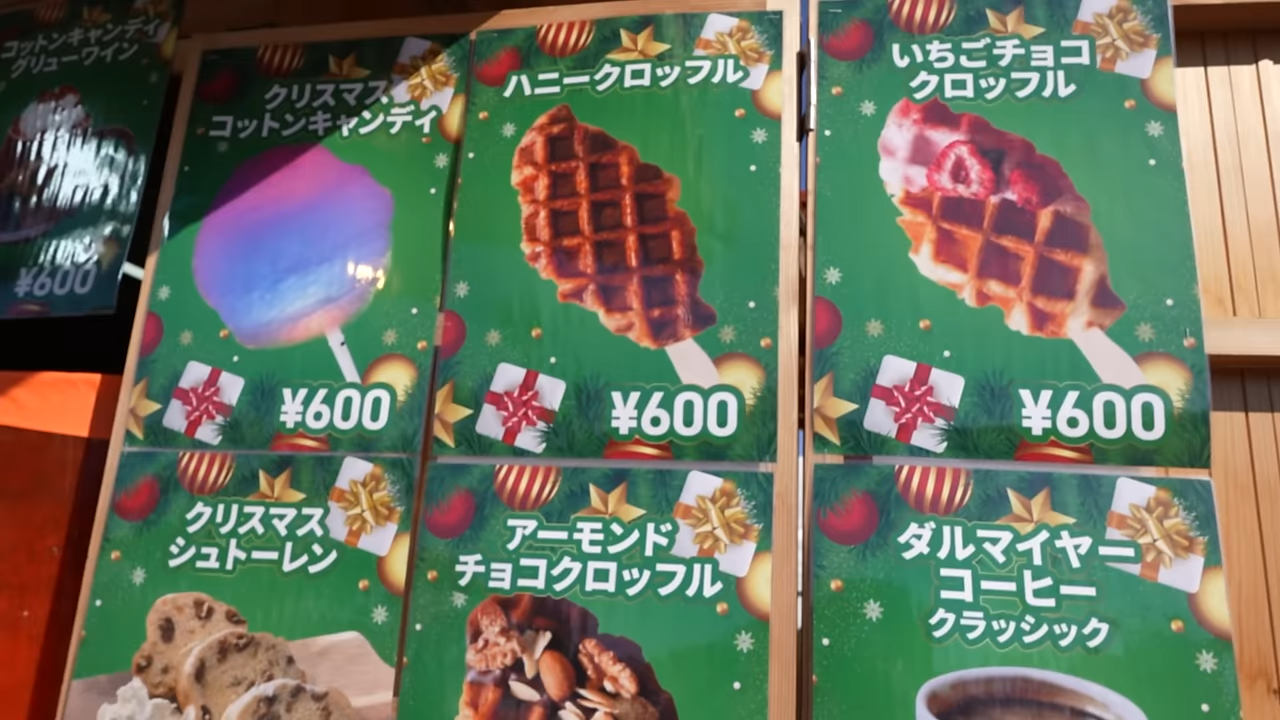 コットンキャンディ
グリューワイン
¥600
クリスマス
コットンキャンディ
¥600
ハニークロッフル
¥600
いちごチョコ
クロッフル
¥600
クリスマス
シュトーレン
アーモンド
チョコクロッフル
ダルマイヤー
コーヒー
クラッシック